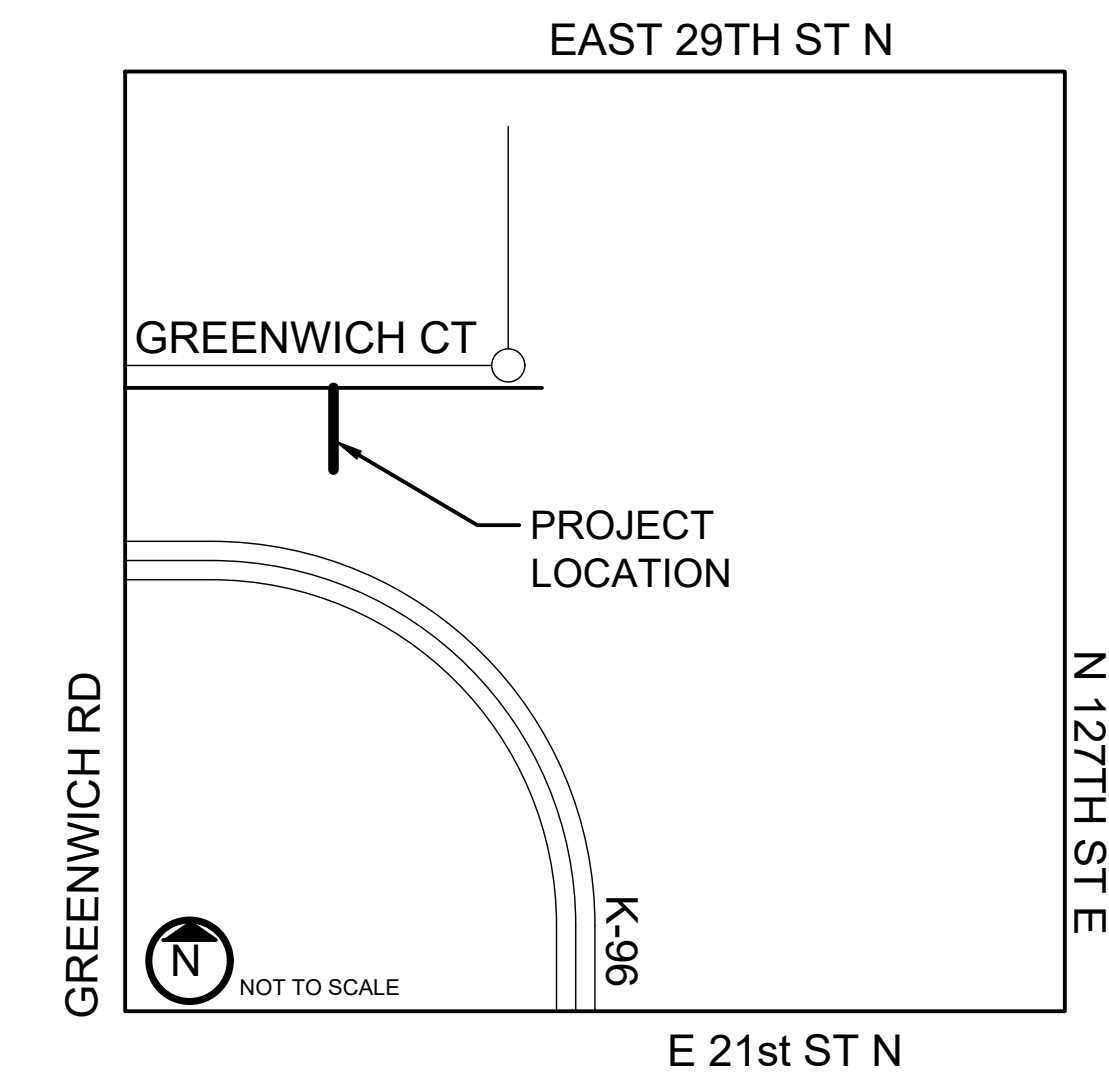 EAST 29TH ST N
GREENWICH CT
PROJECT
LOCATION
GREENWICH RD
N 127TH ST E
K-96
N
NOT TO SCALE
E 21st ST N